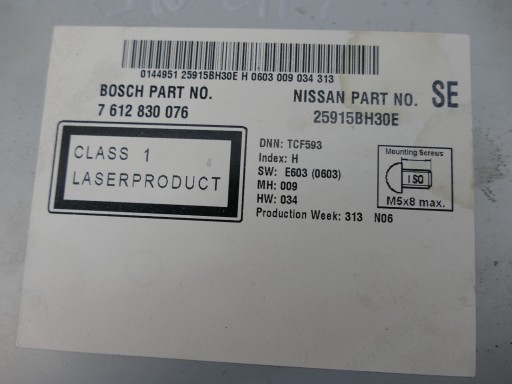 0144951 25915BH30E H 0603 009 034 313
BOSCH PART NO.
7 612 830 076
NISSAN PART NO.
25915BH30E
SE
CLASS 1
LASERPRODUCT
DNN: TCF593
Index: H
SW: E603 (0603)
MH: 009
HW: 034
Production Week: 313 N06
Mounting Screws
ISO
M5x8 max.